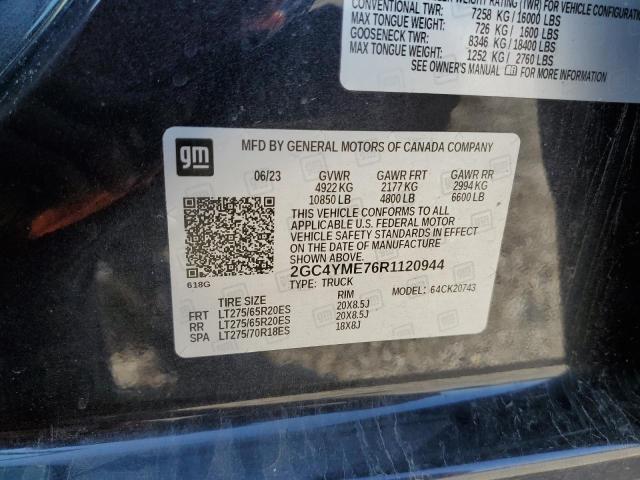 WEIGHT RATING (TWR) FOR VEHICLE CONFIGURATION
CONVENTIONAL TWR: 7258 KG / 16000 LBS
MAX TONGUE WEIGHT: 726 KG / 1600 LBS
GOOSENECK TWR: 8346 KG / 18400 LBS
MAX TONGUE WEIGHT: 1252 KG / 2760 LBS
SEE OWNER'S MANUAL FOR MORE INFORMATION
gm MFD BY GENERAL MOTORS OF CANADA COMPANY
06/23 GVWR GAWR FRT GAWR RR
4922 KG 2177 KG 2994 KG
10850 LB 4800 LB 6600 LB
THIS VEHICLE CONFORMS TO ALL
APPLICABLE U.S. FEDERAL MOTOR
VEHICLE SAFETY STANDARDS IN EFFECT
ON THE DATE OF MANUFACTURE
SHOWN ABOVE.
2GC4YME76R1120944
618G TYPE: TRUCK MODEL: 64CK20743
TIRE SIZE RIM
FRT LT275/65R20ES 20X8.5J
RR LT275/65R20ES 20X8.5J
SPA LT275/70R18ES 18X8J